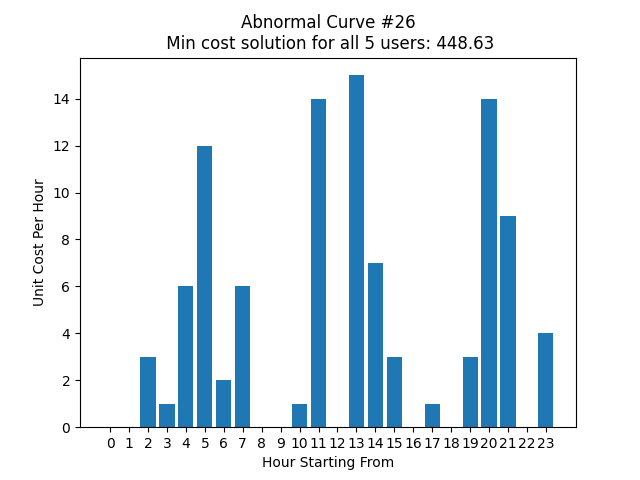 Abnormal Curve #26
Min cost solution for all 5 users: 448.63
Unit Cost Per Hour
14
12
10
8
6
4
2
0
0 1 2 3 4 5 6 7 8 9 10 11 12 13 14 15 16 17 18 19 20 21 22 23
Hour Starting From